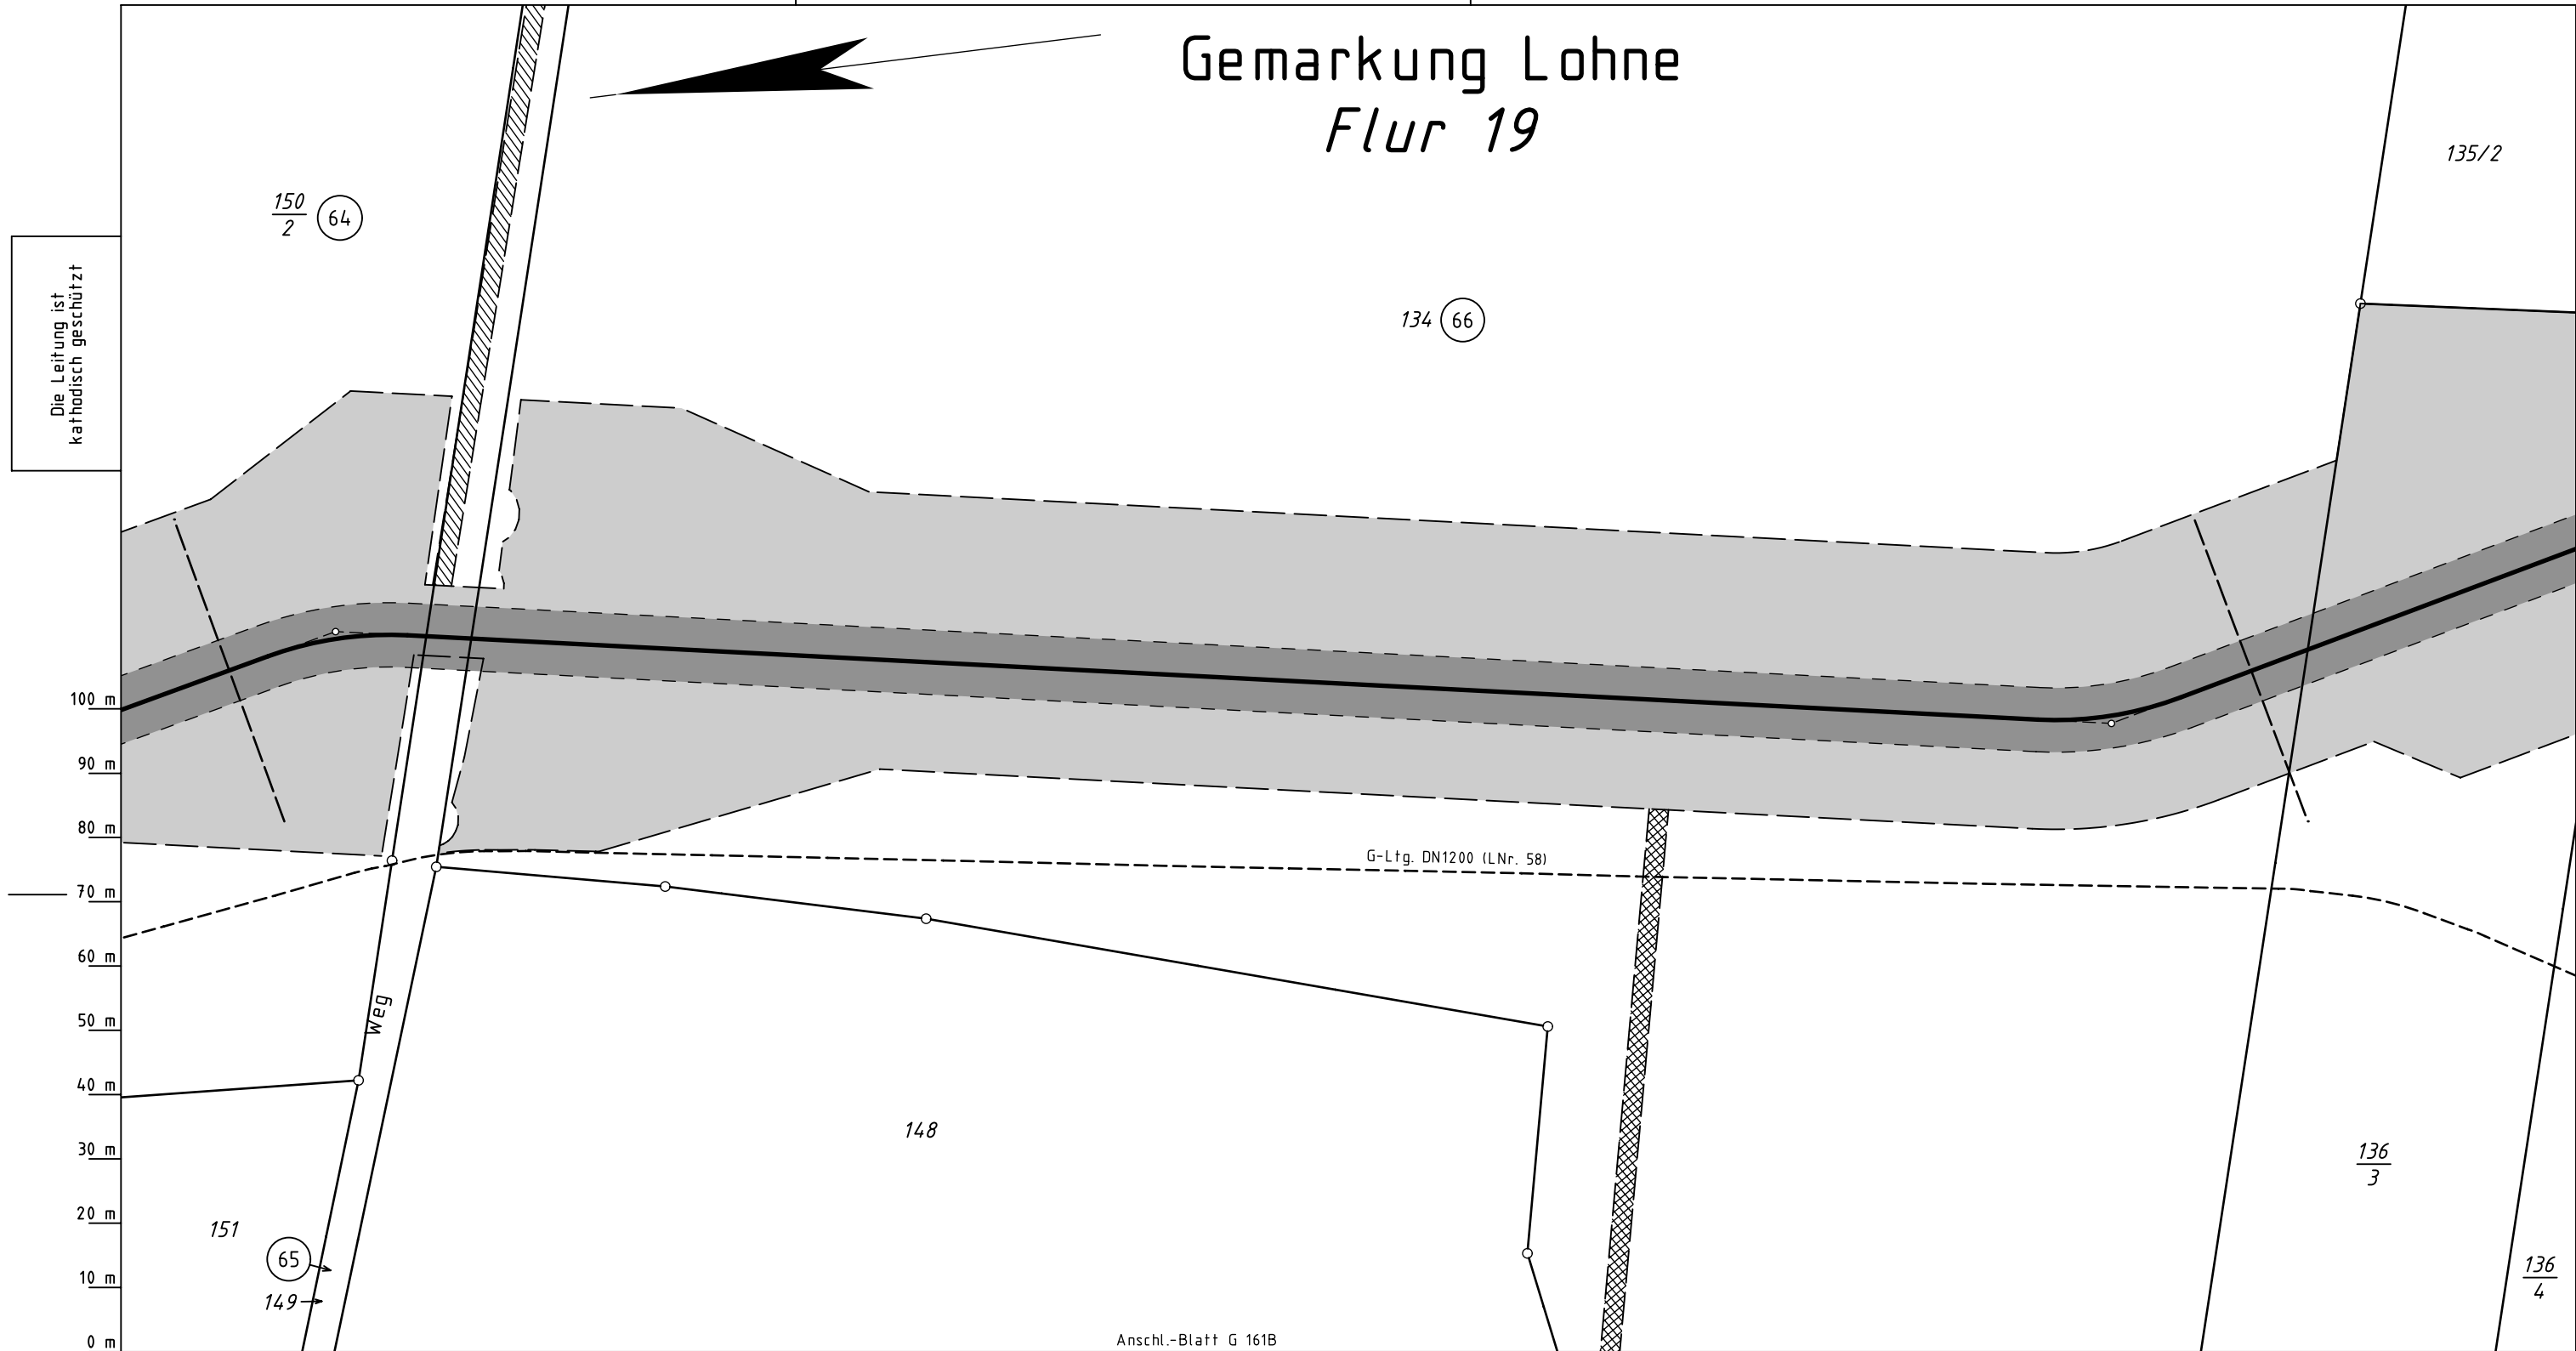 Gemarkung Lohne
Flur 19
135/2
150
2
64
134 66
Die Leitung ist
kathodisch geschützt
100 m
90 m
80 m
70 m
60 m
50 m
40 m
30 m
20 m
10 m
0 m
G-Ltg. DN1200 (LNr. 58)
Weg
148
151
65
149
136
3
136
4
Anschl.-Blatt G 161B